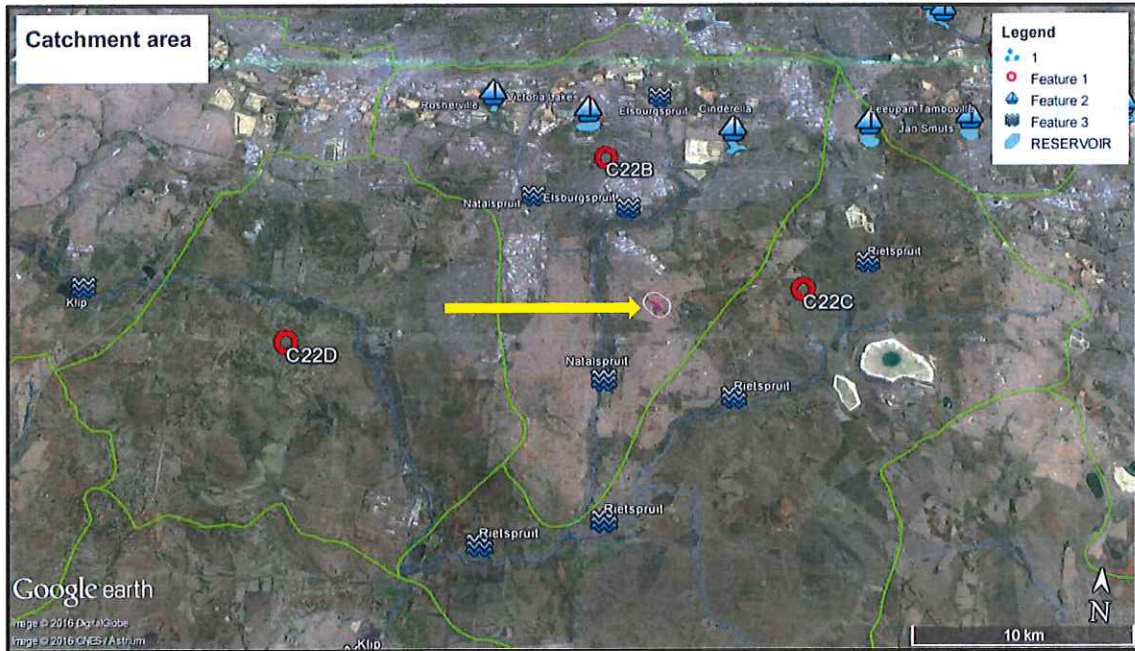 Catchment area
Legend
1
Feature 1
Feature 2
Feature 3
RESERVOIR
Rosherville
Victoria Lake
Elsburgspruit
Cinderella
Leeupan Tamboville
Jan Smuts
C22B
Natalspruit
Elsburgspruit
Rietspruit
Klip
C22C
C22D
Natalspruit
Rietspruit
Rietspruit
Rietspruit
Klip
Google earth
Image © 2016 DigitalGlobe
Image © 2016 CNES / Astrium
N
10 km